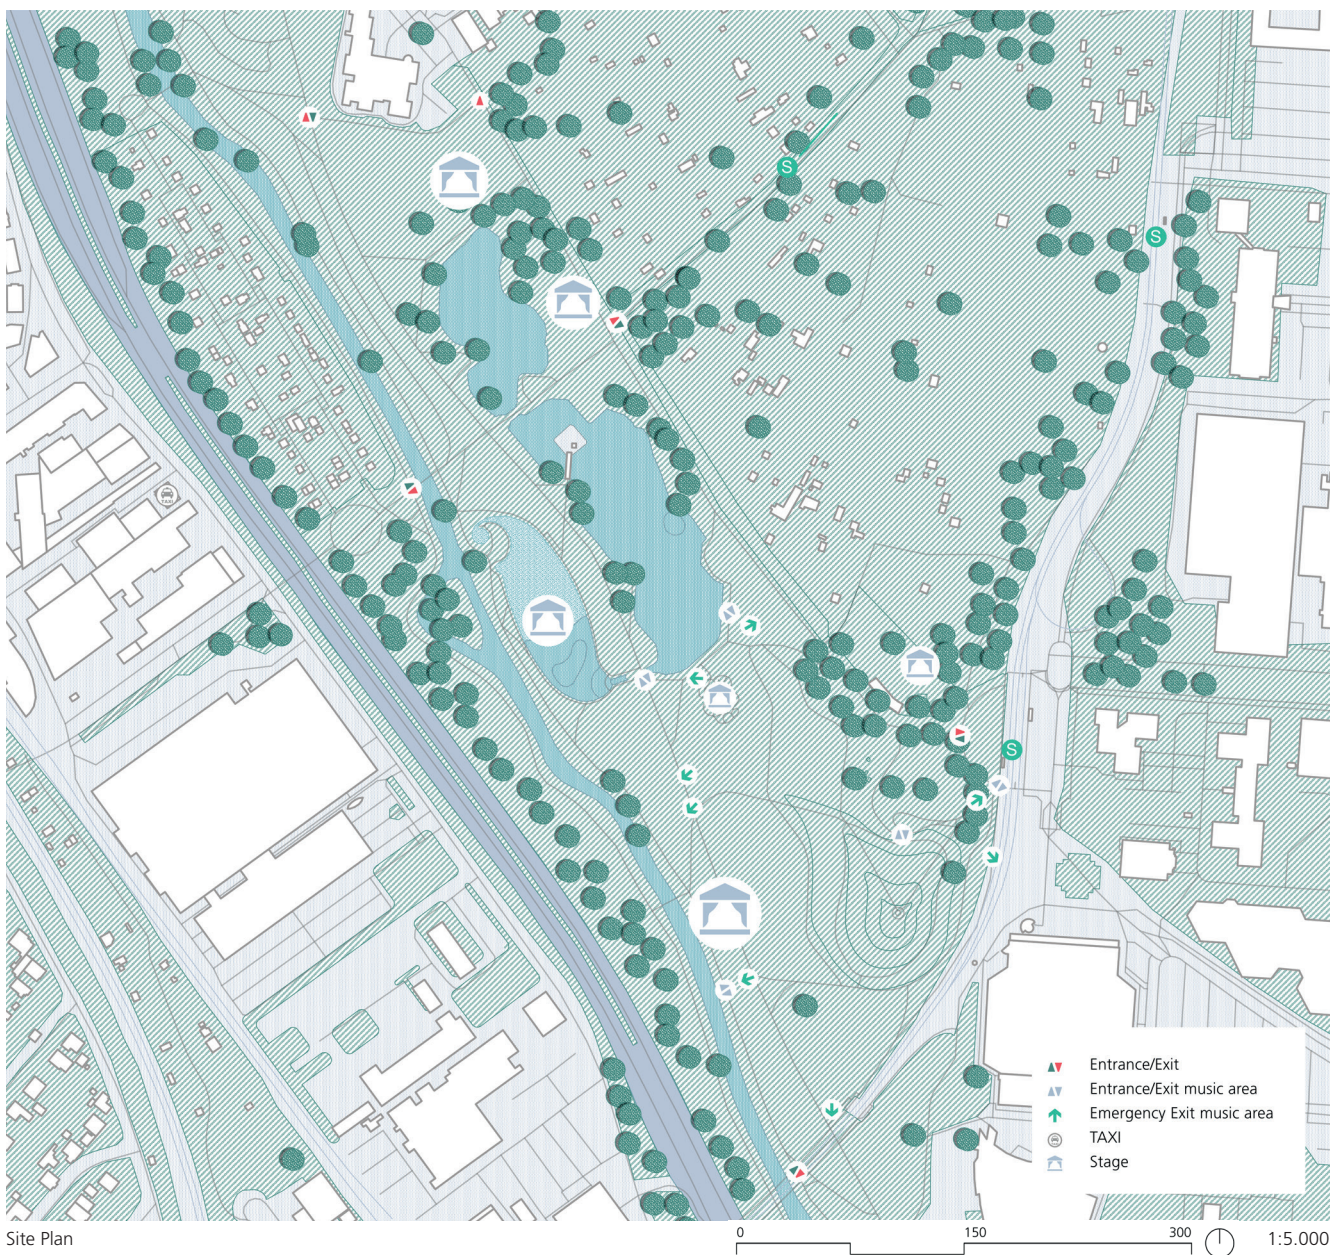 S
S
TAXI
S
Entrance/Exit
Entrance/Exit music area
Emergency Exit music area
TAXI
Stage
Site Plan
0 150 300 1:5.000